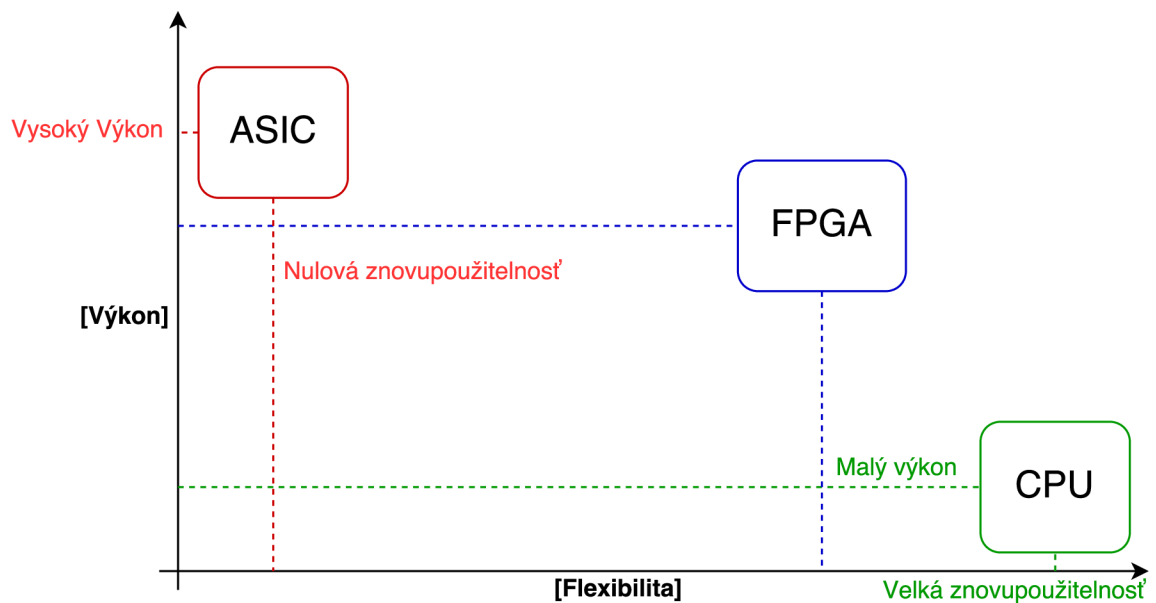 ASIC
Vysoký Výkon
FPGA
Nulová znovupoužitelnosť
[Výkon]
Malý výkon
CPU
[Flexibilita]
Velká znovupoužitelnosť